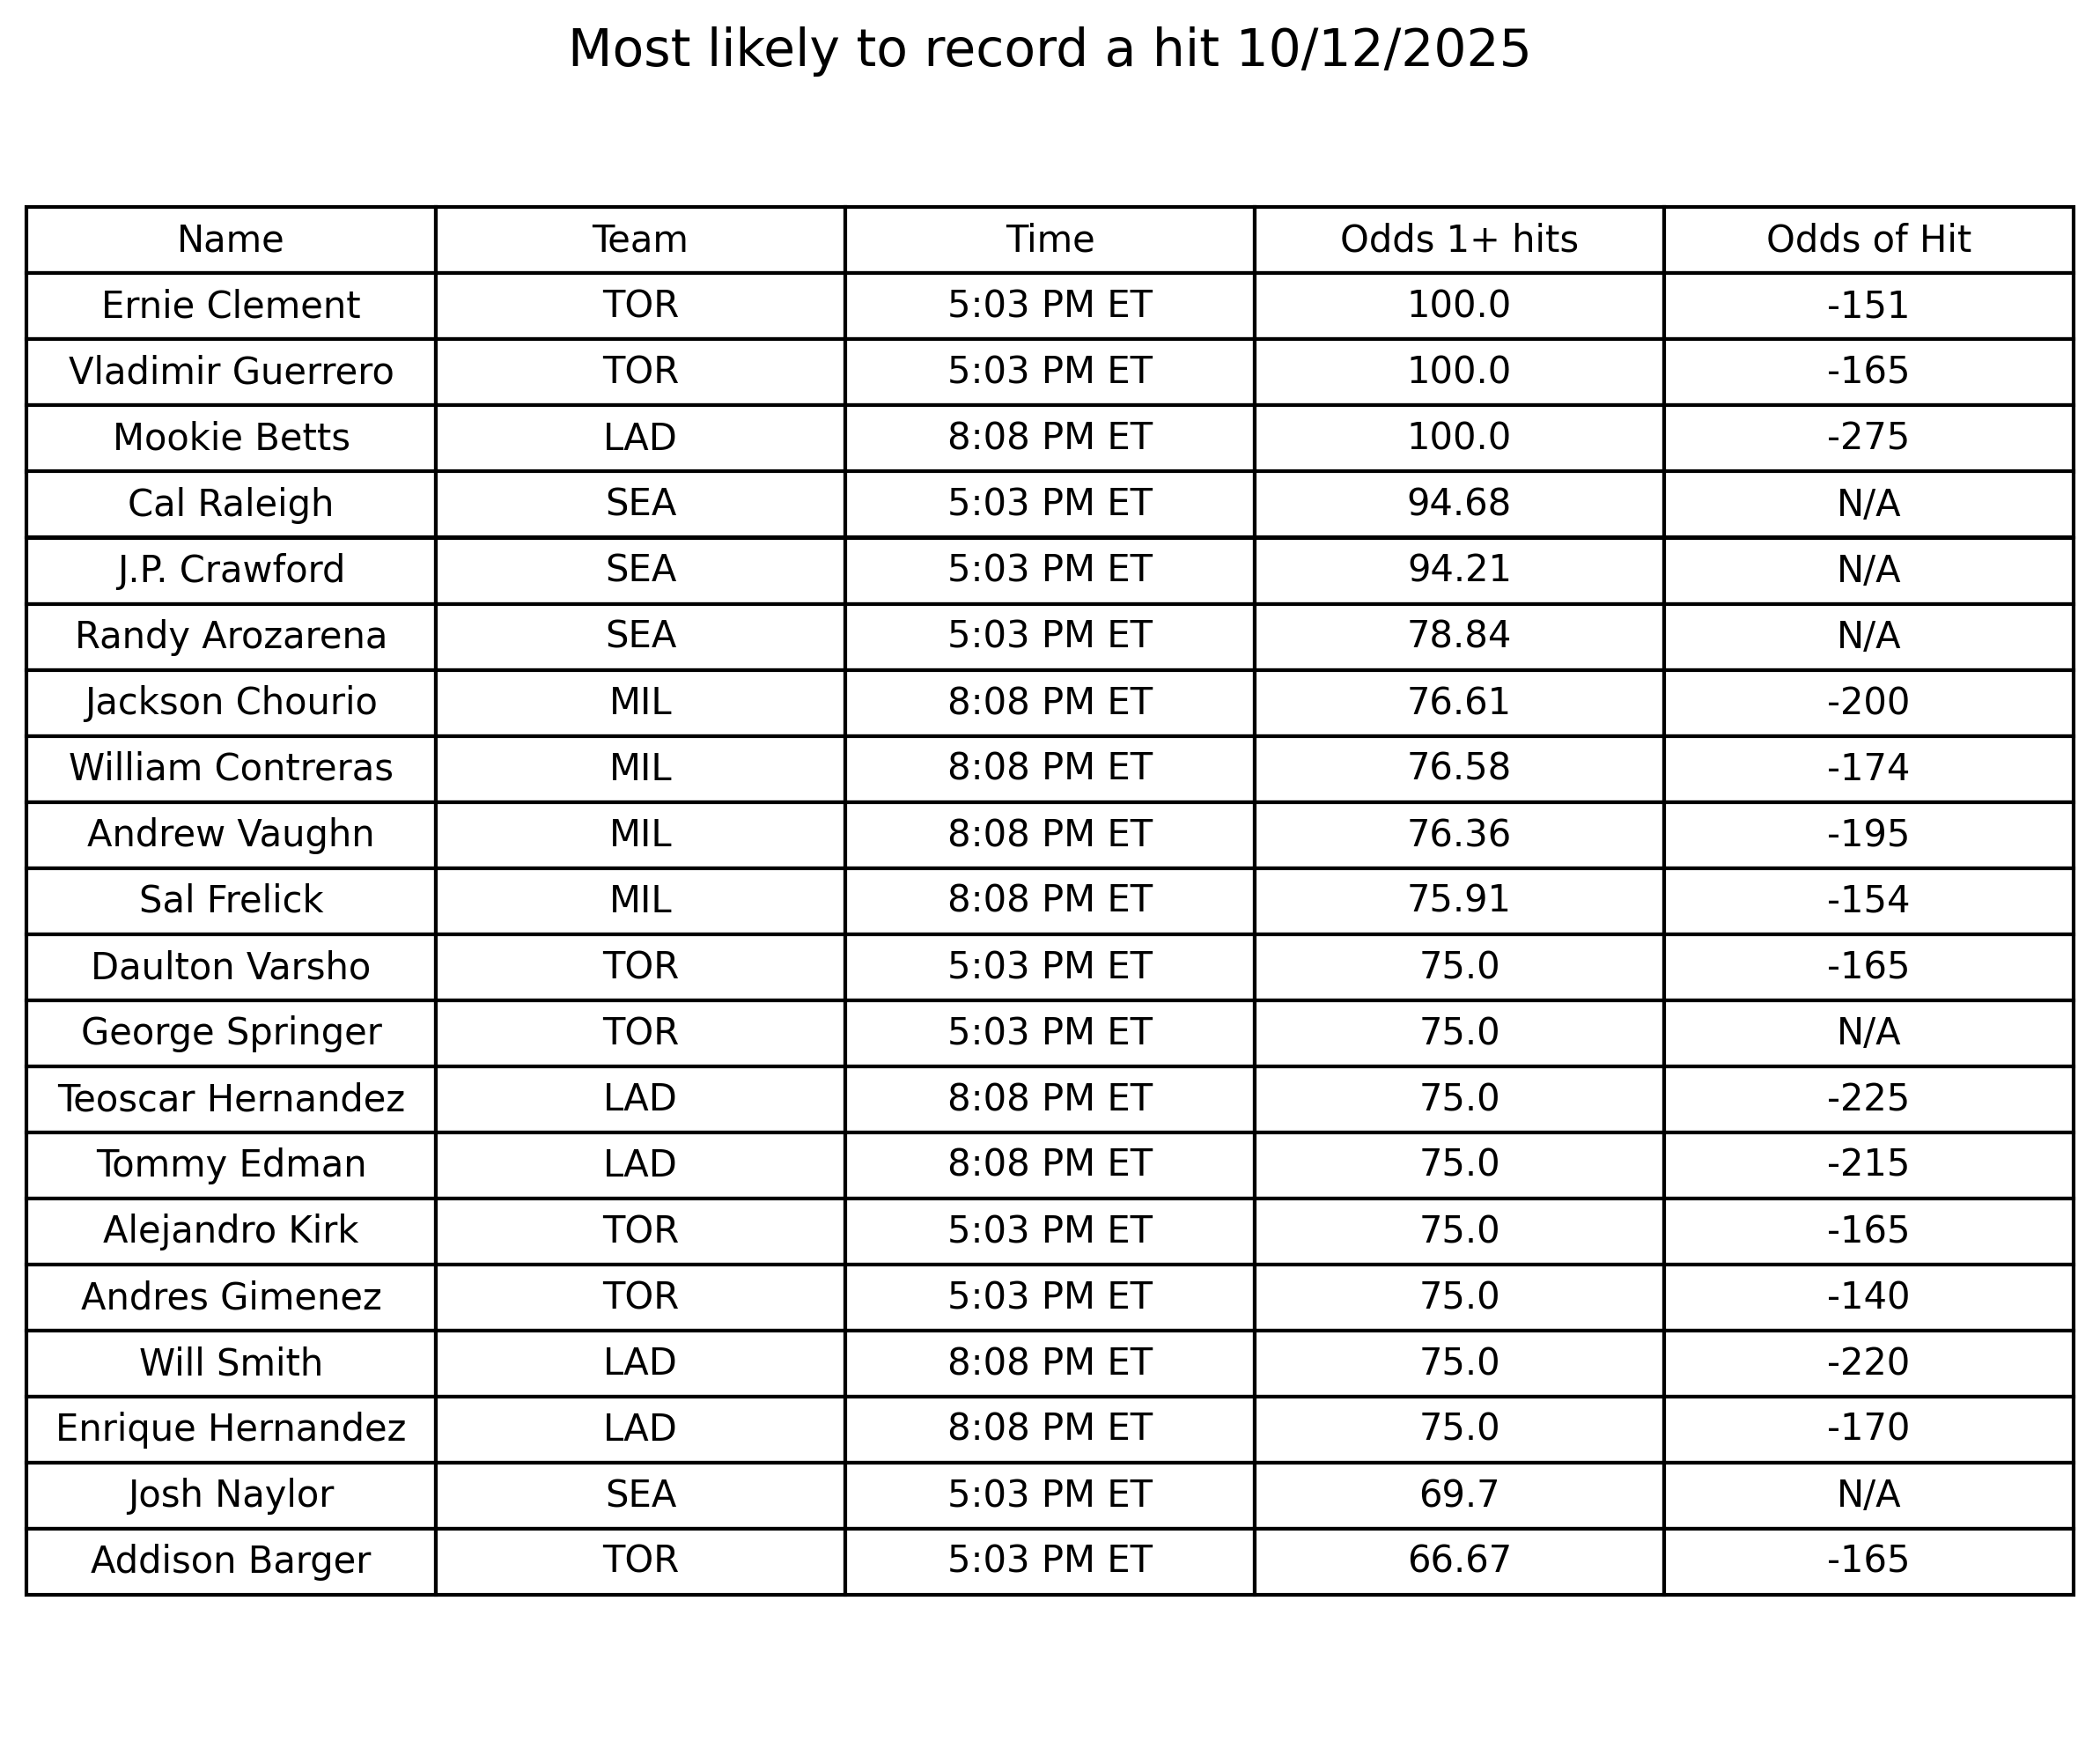 Most likely to record a hit 10/12/2025
Name Team Time Odds 1+ hits Odds of Hit
Ernie Clement TOR 5:03 PM ET 100.0 -151
Vladimir Guerrero TOR 5:03 PM ET 100.0 -165
Mookie Betts LAD 8:08 PM ET 100.0 -275
Cal Raleigh SEA 5:03 PM ET 94.68 N/A
J.P. Crawford SEA 5:03 PM ET 94.21 N/A
Randy Arozarena SEA 5:03 PM ET 78.84 N/A
Jackson Chourio MIL 8:08 PM ET 76.61 -200
William Contreras MIL 8:08 PM ET 76.58 -174
Andrew Vaughn MIL 8:08 PM ET 76.36 -195
Sal Frelick MIL 8:08 PM ET 75.91 -154
Daulton Varsho TOR 5:03 PM ET 75.0 -165
George Springer TOR 5:03 PM ET 75.0 N/A
Teoscar Hernandez LAD 8:08 PM ET 75.0 -225
Tommy Edman LAD 8:08 PM ET 75.0 -215
Alejandro Kirk TOR 5:03 PM ET 75.0 -165
Andres Gimenez TOR 5:03 PM ET 75.0 -140
Will Smith LAD 8:08 PM ET 75.0 -220
Enrique Hernandez LAD 8:08 PM ET 75.0 -170
Josh Naylor SEA 5:03 PM ET 69.7 N/A
Addison Barger TOR 5:03 PM ET 66.67 -165